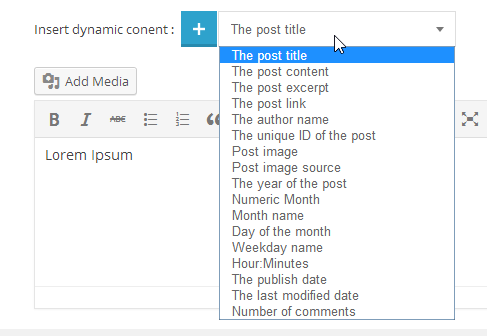 Insert dynamic conent : + The post title
The post title
The post content
The post excerpt
The post link
The author name
The unique ID of the post
Post image
Post image source
The year of the post
Numeric Month
Month name
Day of the month
Weekday name
Hour:Minutes
The publish date
The last modified date
Number of comments
Add Media
B I ABC
Lorem Ipsum